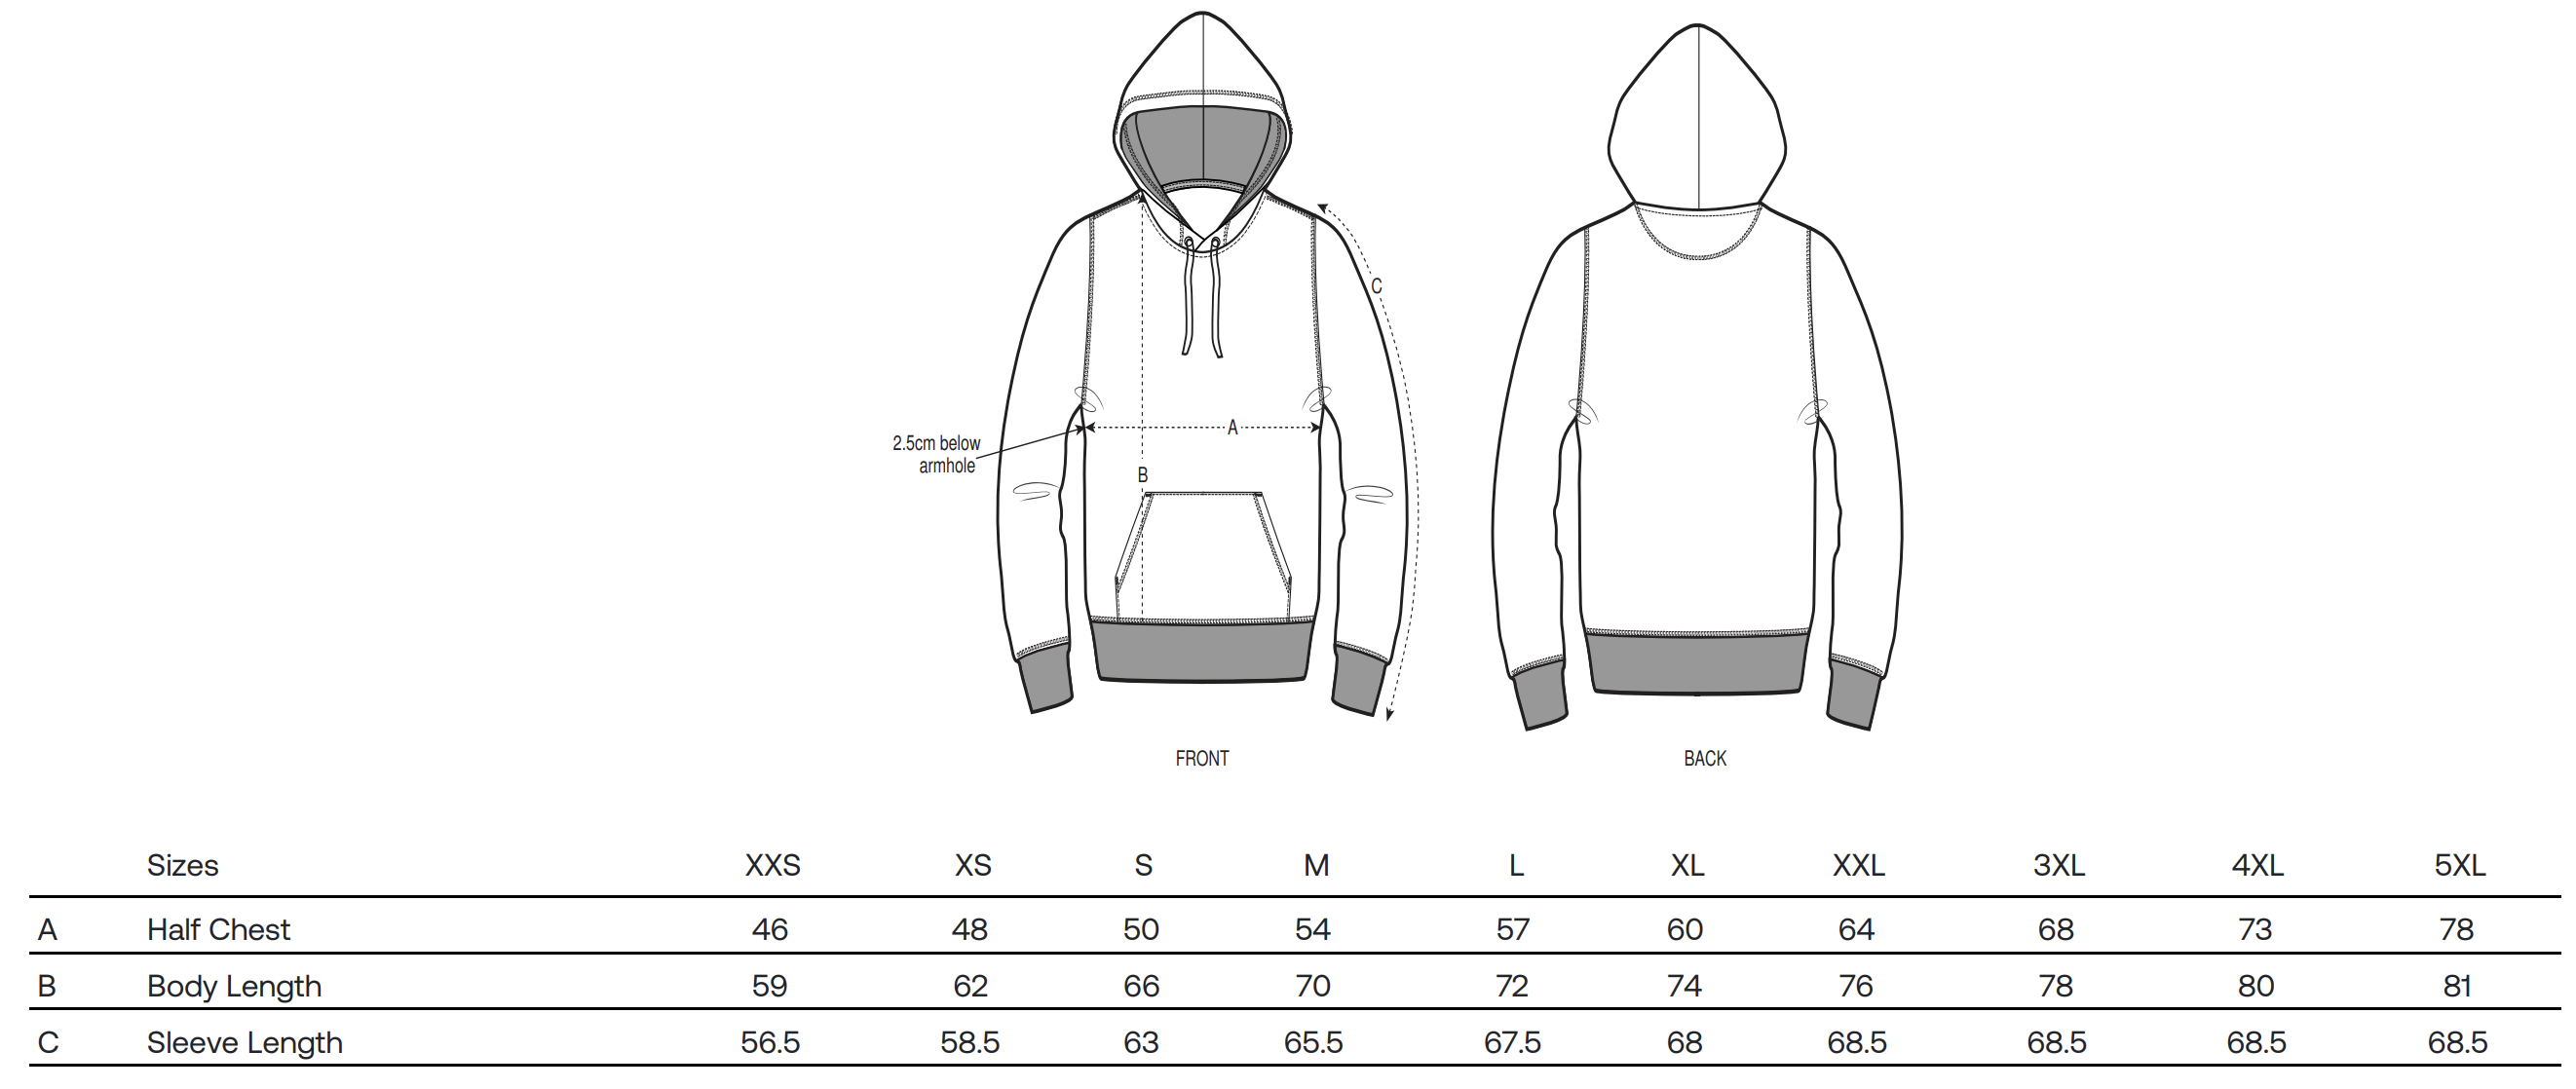 C
2.5cm below
armhole
A
B
FRONT BACK
Sizes XXS XS S M L XL XXL 3XL 4XL 5XL
A Half Chest 46 48 50 54 57 60 64 68 73 78
B Body Length 59 62 66 70 72 74 76 78 80 81
C Sleeve Length 56.5 58.5 63 65.5 67.5 68 68.5 68.5 68.5 68.5